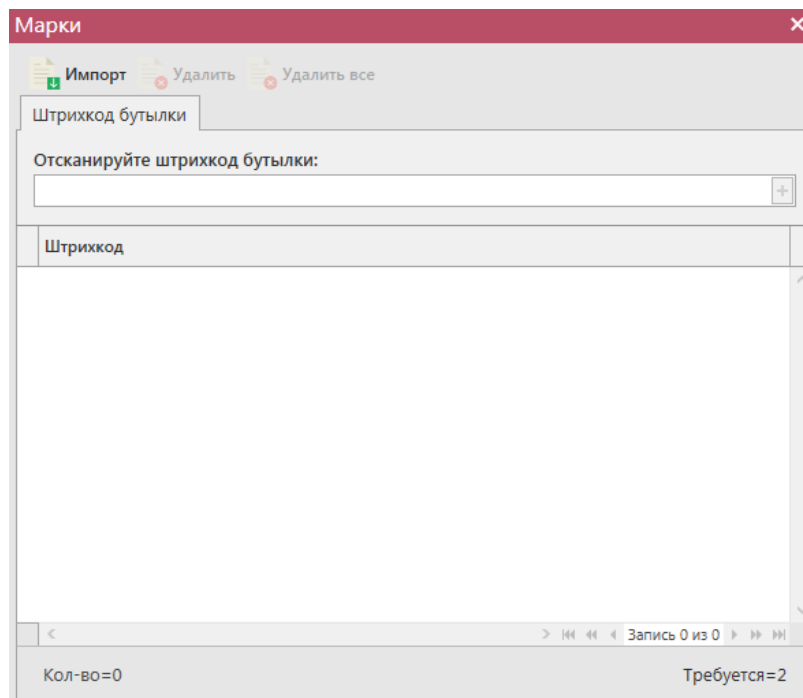 Марки
Импорт Удалить Удалить все
Штрихкод бутылки
Отсканируйте штрихкод бутылки:
Штрихкод
Запись 0 из 0
Кол-во=0 Требуется=2